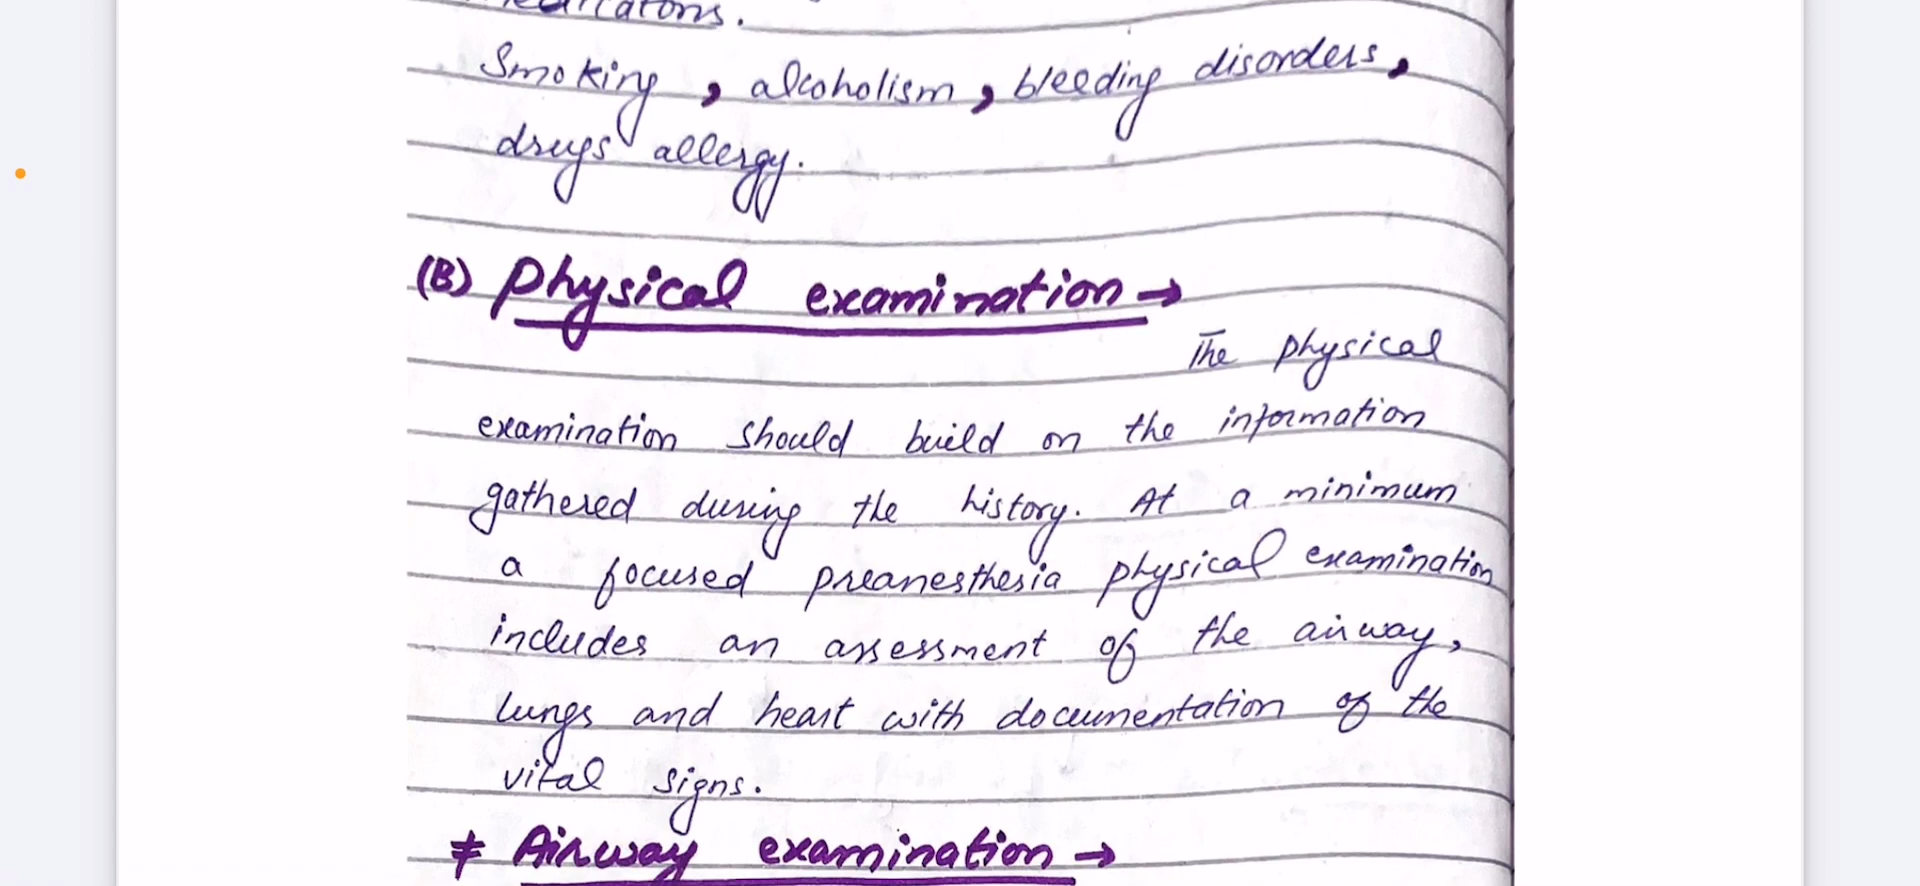 Smoking, alcoholism, bleeding disorders,
drugs allergy.
(B) Physical examination →
The physical
examination should build on the information
gathered during the history. At a minimum
a focused preanesthesia physical examination
includes an assessment of the airway,
lungs and heart with documentation of the
vital signs.
≠ Airway examination →